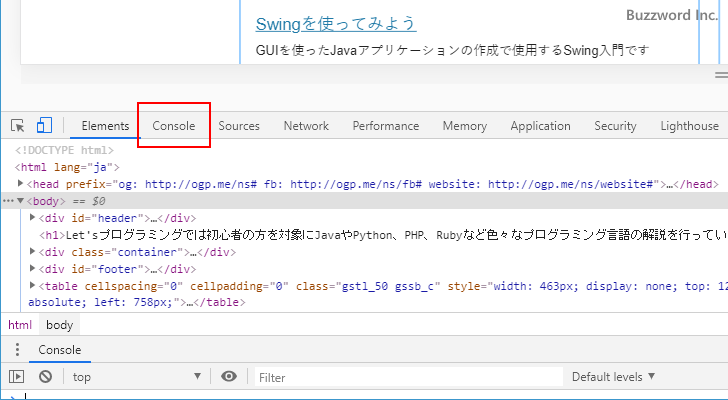 Buzzword Inc.
Swingを使ってみよう
GUIを使ったJavaアプリケーションの作成で使用するSwing入門です
Elements Console Sources Network Performance Memory Application Security Lighthouse
<!DOCTYPE html>
<html lang="ja">
<head prefix="og: http://ogp.me/ns# fb: http://ogp.me/ns/fb# website: http://ogp.me/ns/website#">…</head>
<body> == $0
<div id="header">…</div>
<h1>Let'sプログラミングでは初心者の方を対象にJavaやPython、PHP、Rubyなど色々なプログラミング言語の解説を行ってい
<div class="container">…</div>
<div id="footer">…</div>
<table cellspacing="0" cellpadding="0" class="gstl_50 gssb_c" style="width: 463px; display: none; top: 12
absolute; left: 758px;">…</table>
html body
Console
top Filter Default levels